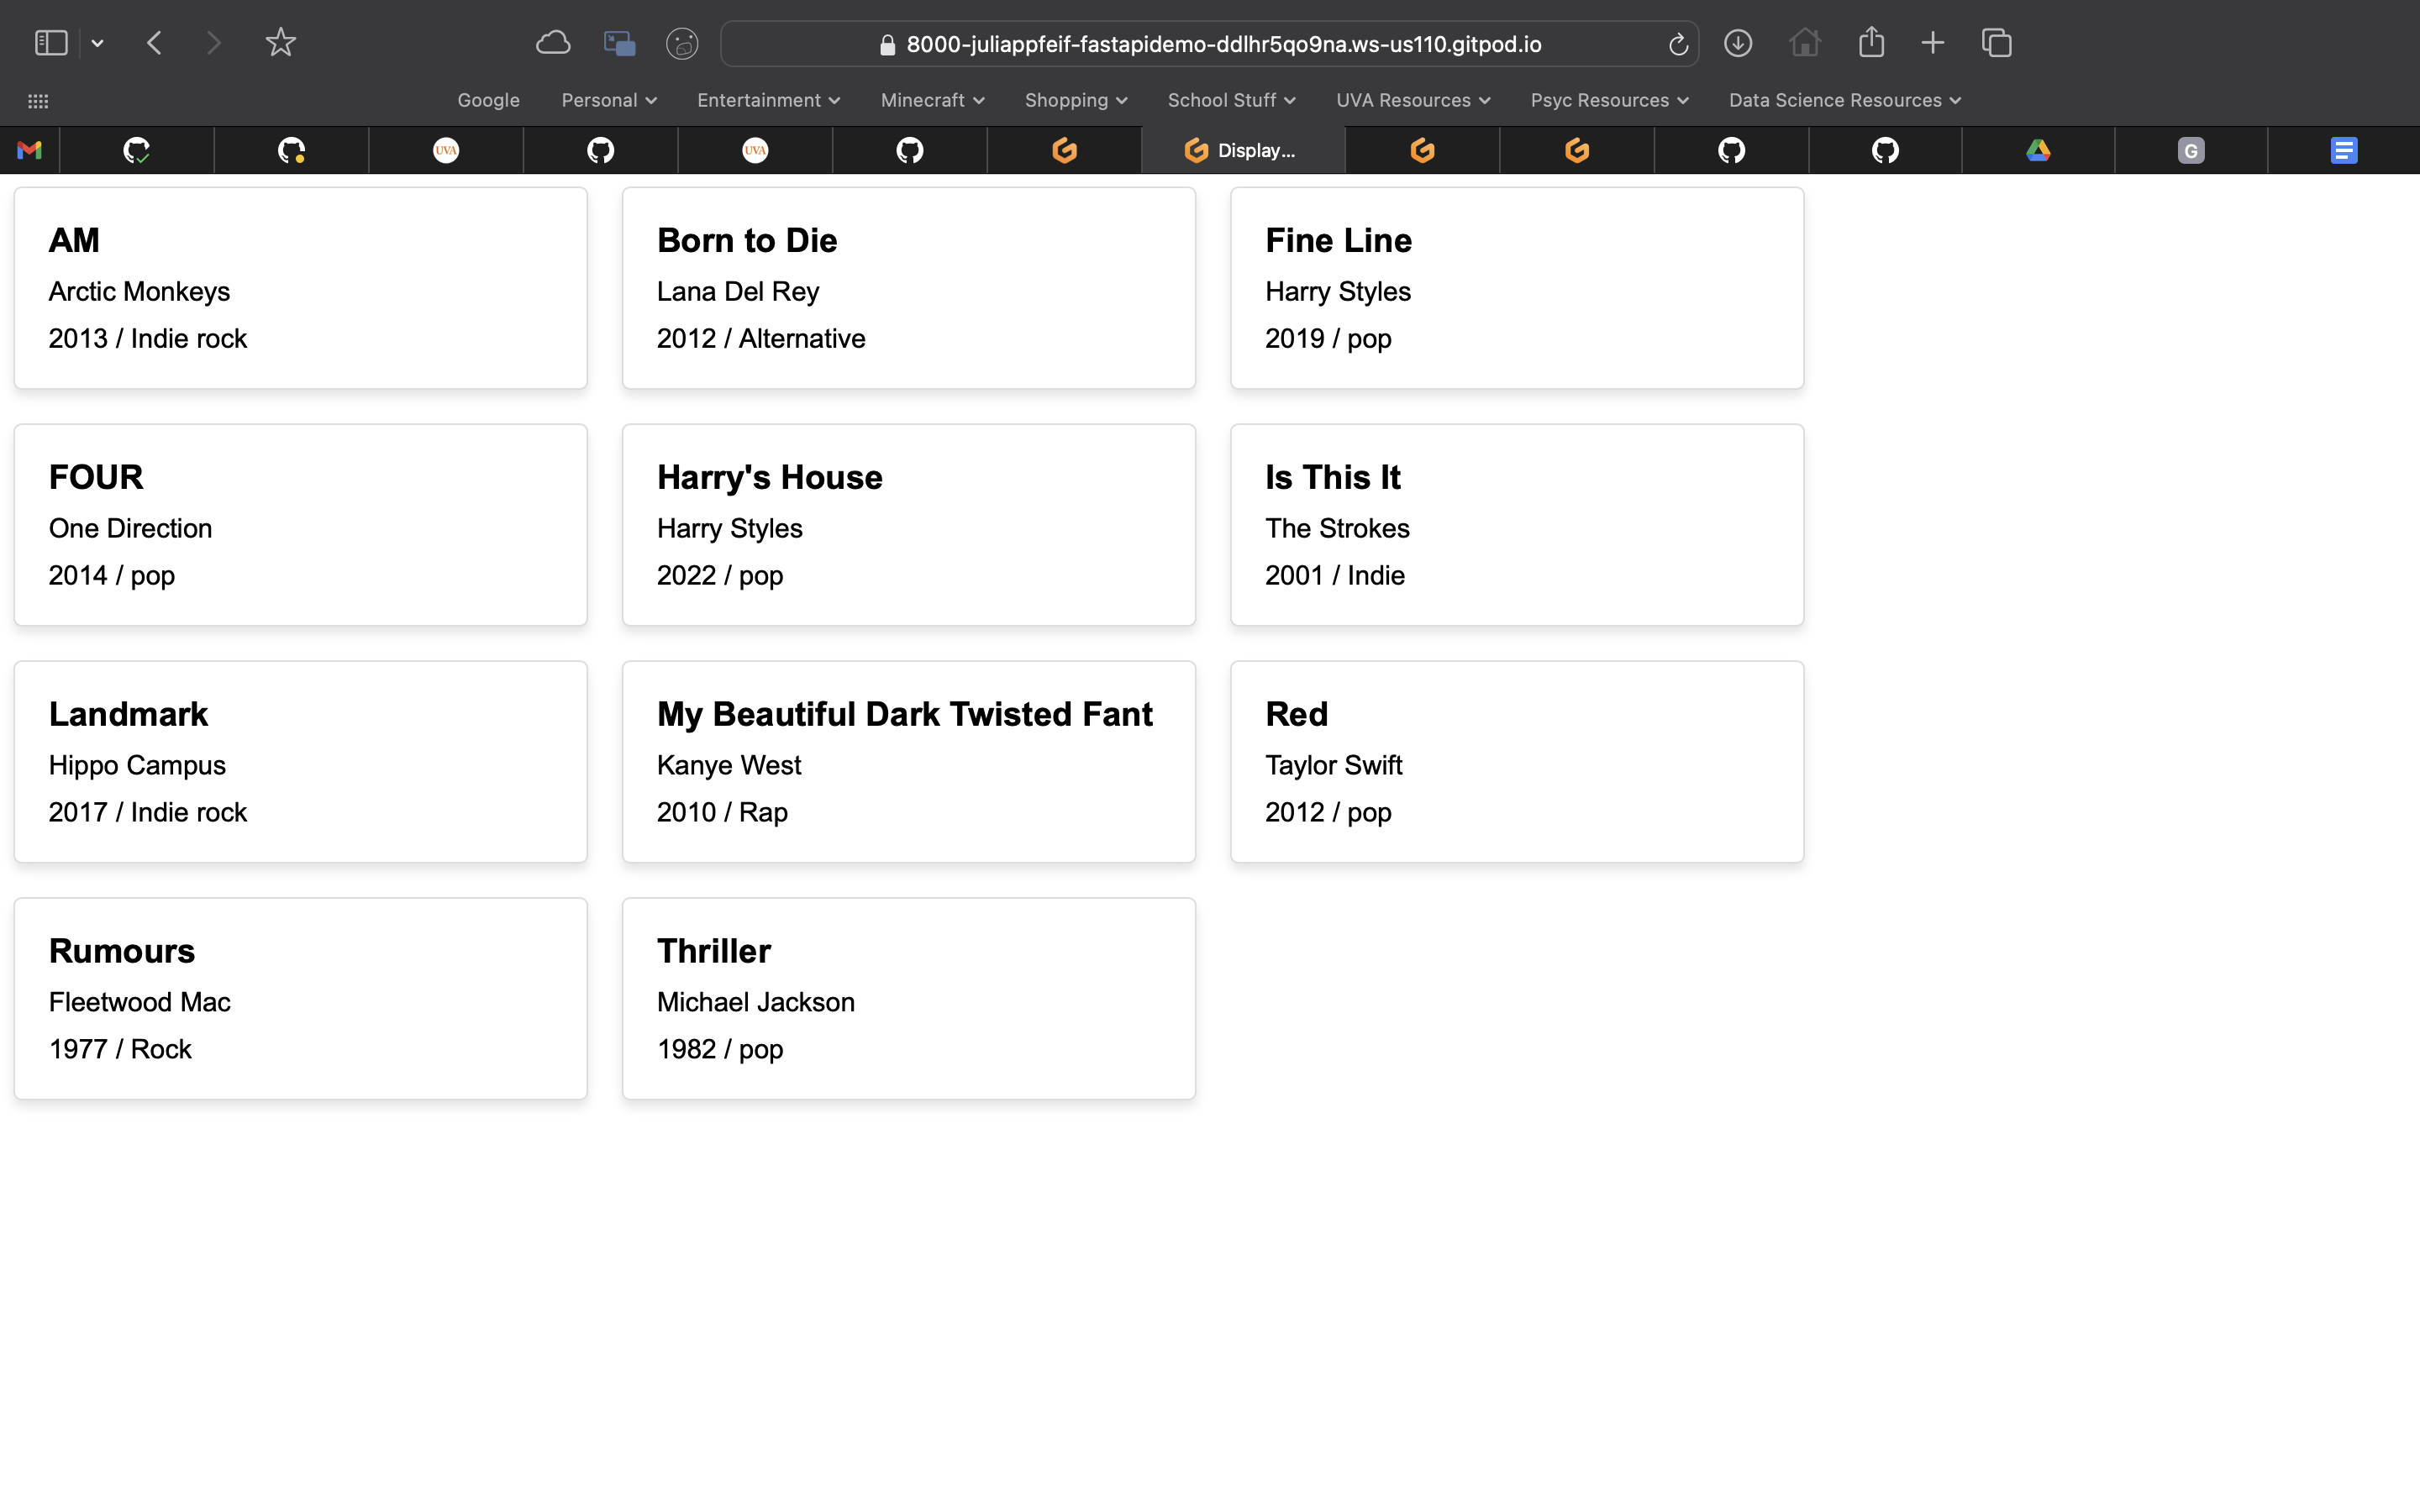 8000-juliappfeif-fastapidemo-ddlhr5qo9na.ws-us110.gitpod.io
Google Personal Entertainment Minecraft Shopping School Stuff UVA Resources Psyc Resources Data Science Resources
UVA UVA Display... G
AM
Arctic Monkeys
2013 / Indie rock
Born to Die
Lana Del Rey
2012 / Alternative
Fine Line
Harry Styles
2019 / pop
FOUR
One Direction
2014 / pop
Harry's House
Harry Styles
2022 / pop
Is This It
The Strokes
2001 / Indie
Landmark
Hippo Campus
2017 / Indie rock
My Beautiful Dark Twisted Fant
Kanye West
2010 / Rap
Red
Taylor Swift
2012 / pop
Rumours
Fleetwood Mac
1977 / Rock
Thriller
Michael Jackson
1982 / pop